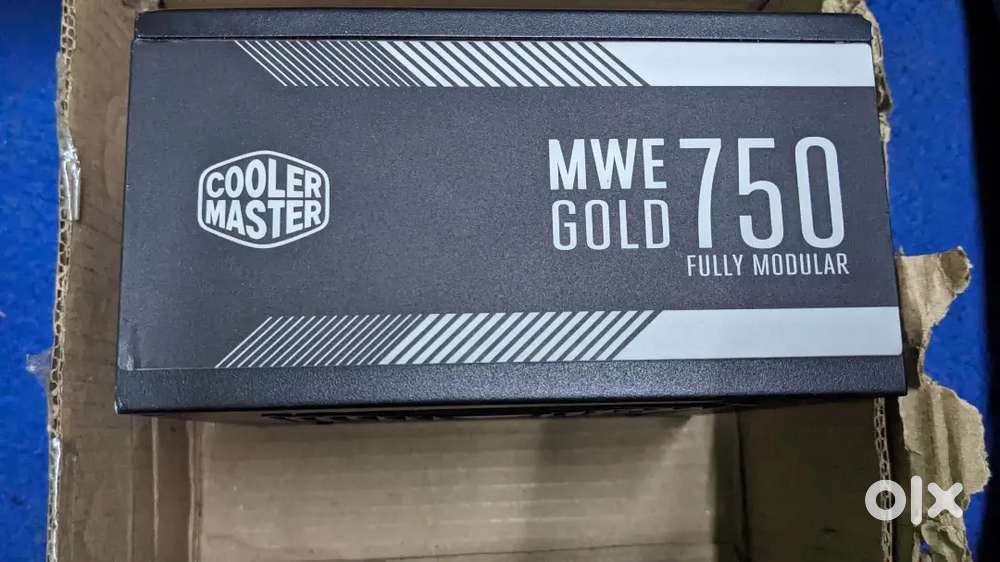 COOLER
MASTER
MWE
GOLD
750
FULLY MODULAR
olx